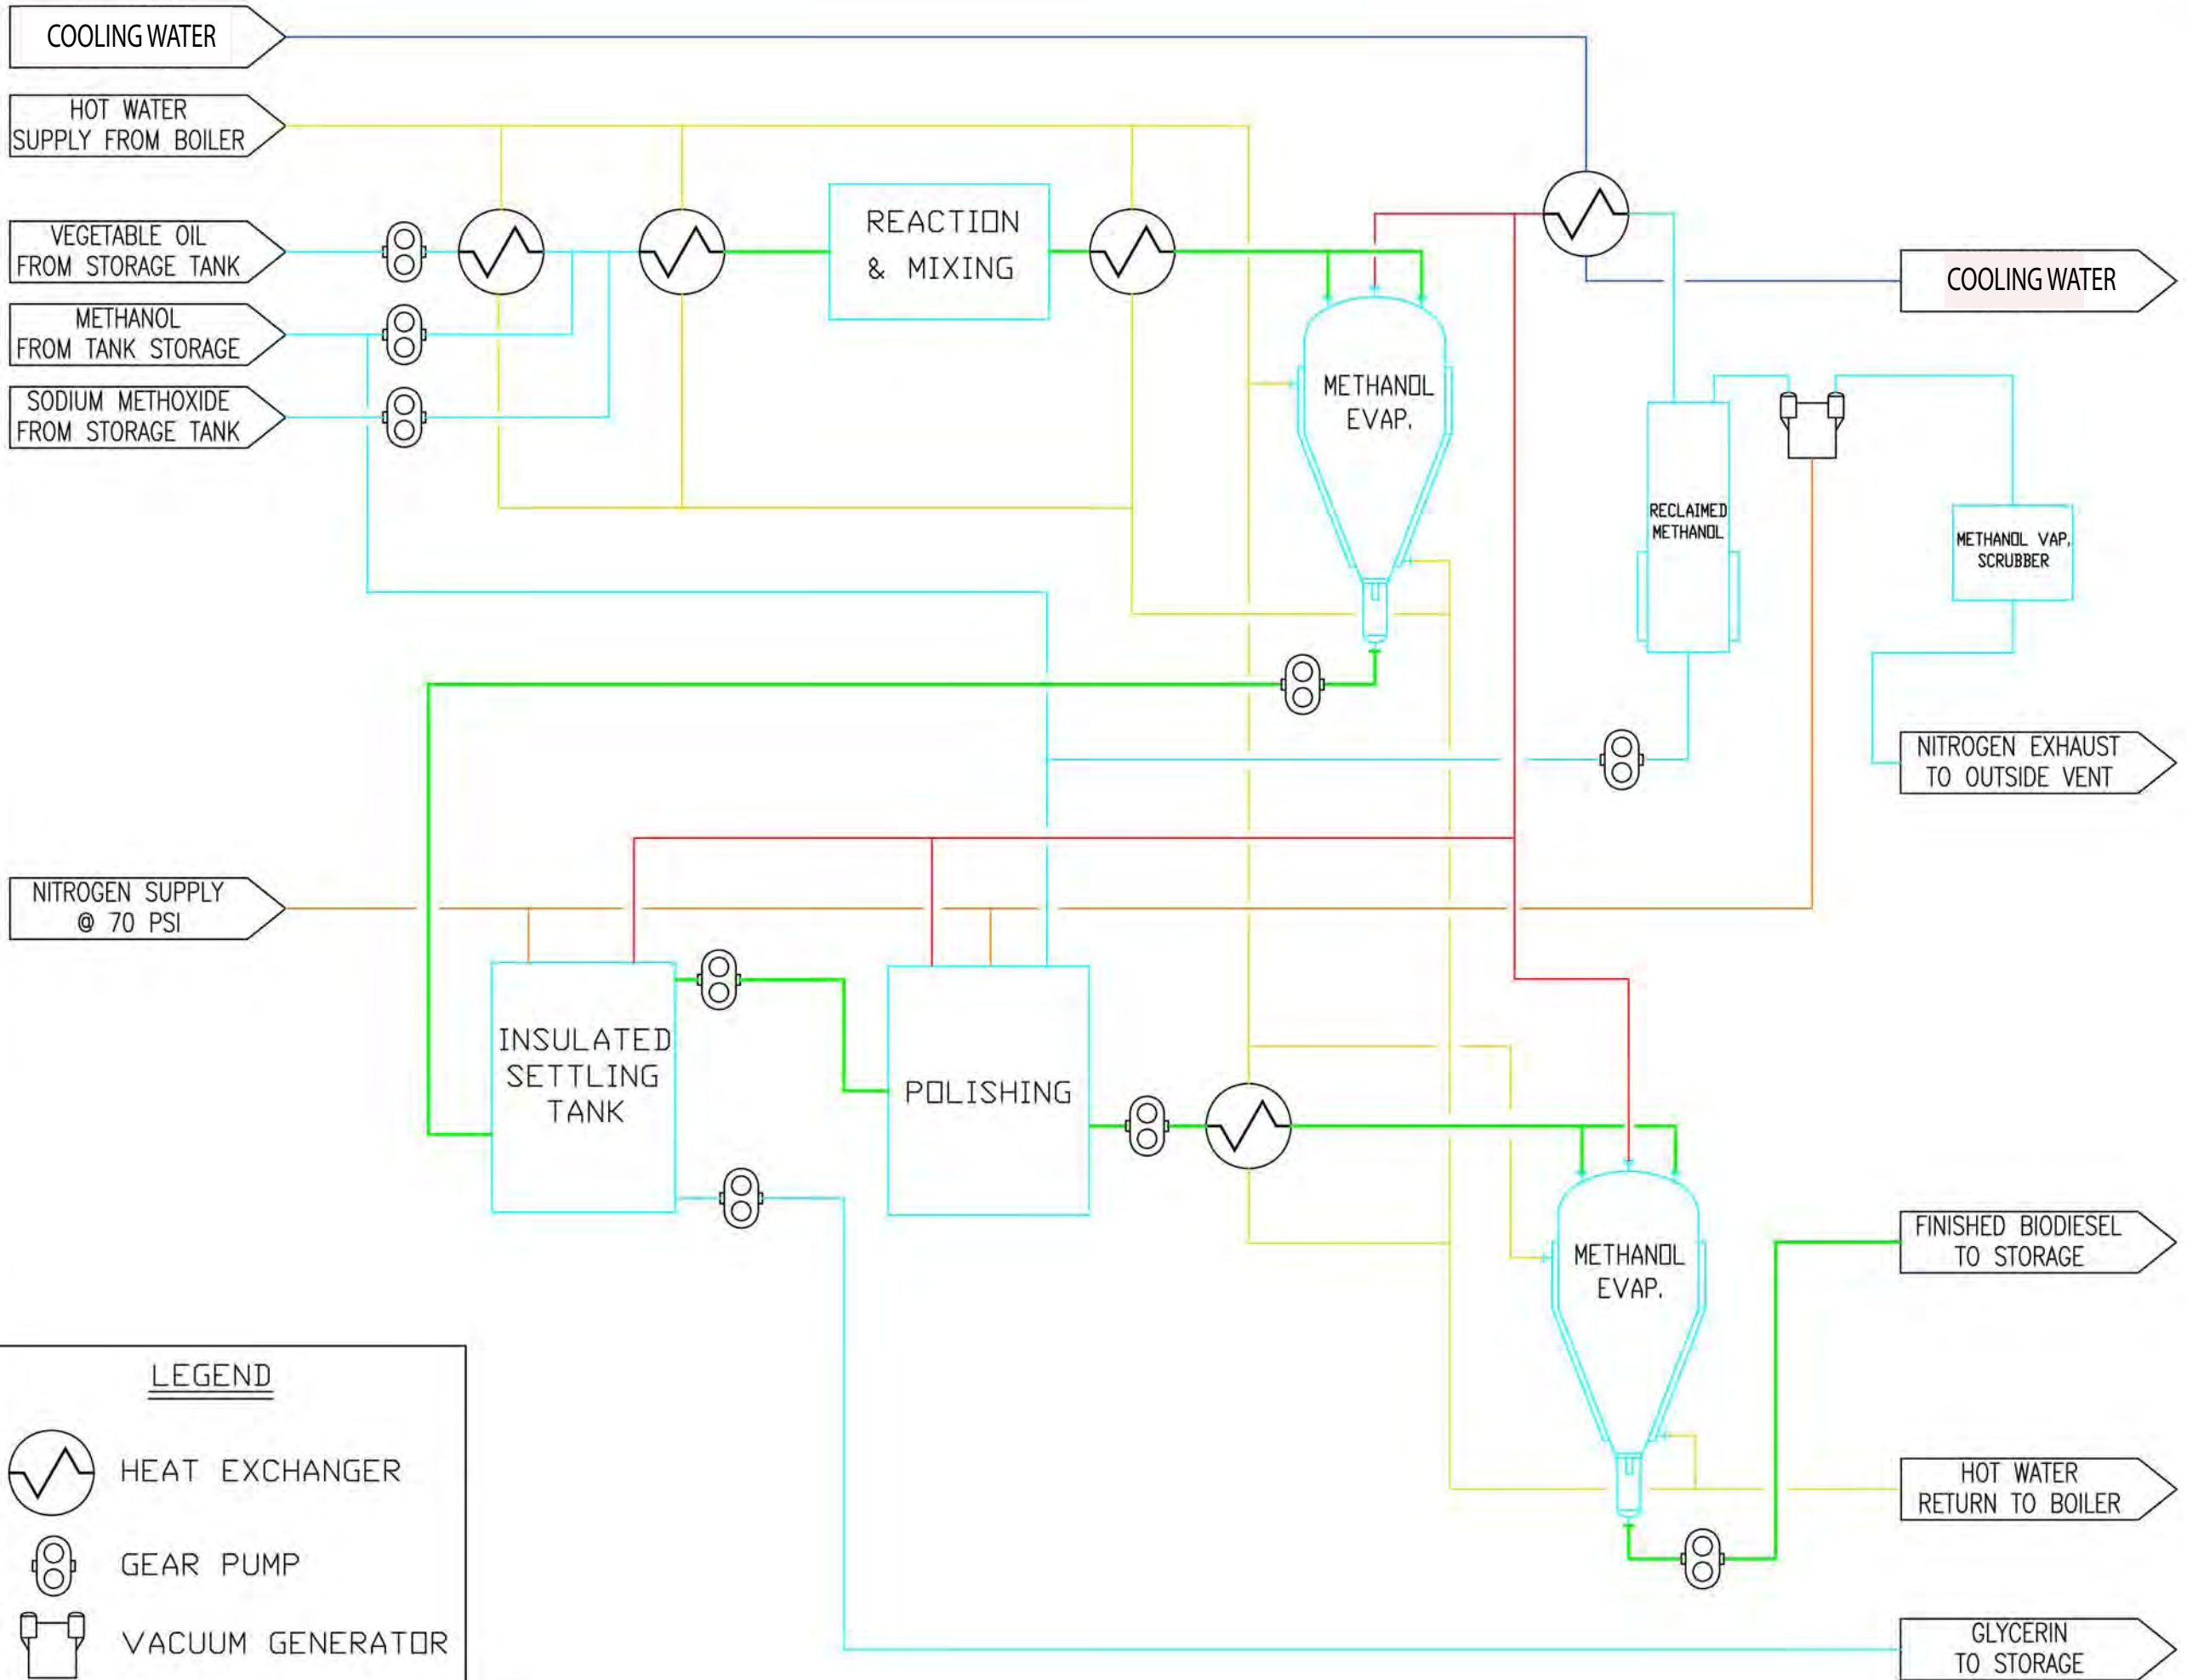 COOLING WATER
HOT WATER
SUPPLY FROM BOILER
VEGETABLE OIL
FROM STORAGE TANK
METHANOL
FROM TANK STORAGE
SODIUM METHOXIDE
FROM STORAGE TANK
REACTION
& MIXING
METHANOL
EVAP.
COOLING WATER
RECLAIMED
METHANOL
METHANOL VAP.
SCRUBBER
NITROGEN EXHAUST
TO OUTSIDE VENT
NITROGEN SUPPLY
@ 70 PSI
INSULATED
SETTLING
TANK
POLISHING
METHANOL
EVAP.
FINISHED BIODIESEL
TO STORAGE
HOT WATER
RETURN TO BOILER
GLYCERIN
TO STORAGE
LEGEND
HEAT EXCHANGER
GEAR PUMP
VACUUM GENERATOR